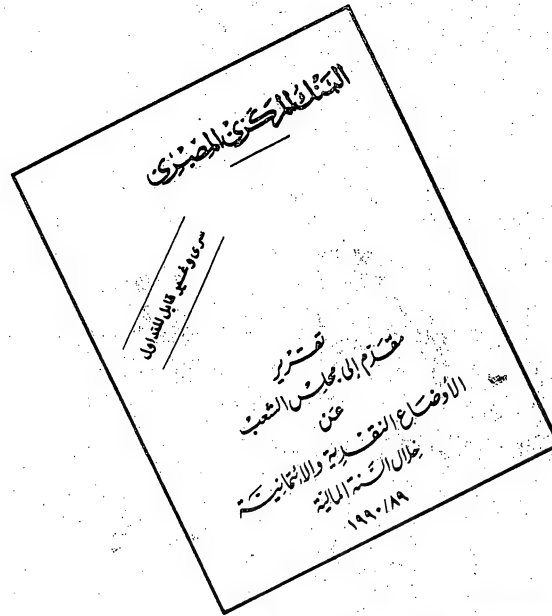 البنك المركزي المصري
سرى وغير قابل للتداول
تقرير
مقدم إلى مجلس الشعب
عن
الأوضاع النقدية والائتمانية
خلال السنة المالية
١٩٩٠/٨٩